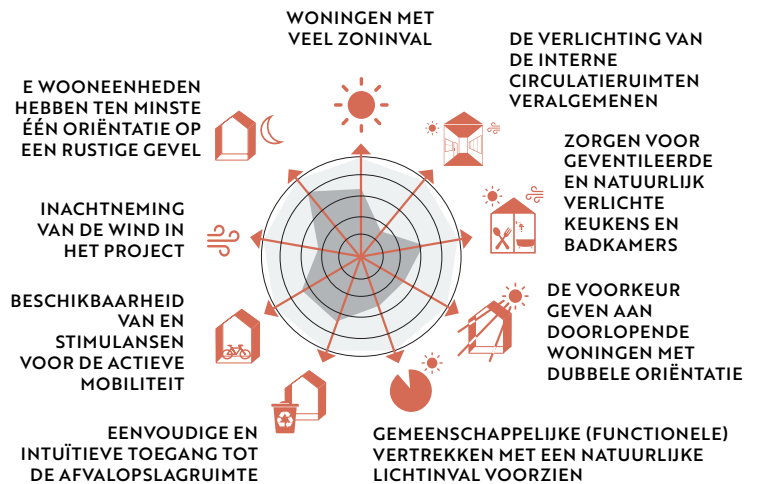 WONINGEN MET
VEEL ZONINVAL
DE VERLICHTING VAN
DE INTERNE
CIRCULATIERUIMTEN
VERALGEMENEN
ZORGEN VOOR
GEVENTILEERDE
EN NATUURLIJK
VERLICHTE
KEUKENS EN
BADKAMERS
DE VOORKEUR
GEVEN AAN
DOORLOPENDE
WONINGEN MET
DUBBELE ORIËNTATIE
GEMEENSCHAPPELIJKE (FUNCTIONELE)
VERTREKKEN MET EEN NATUURLIJKE
LICHTINVAL VOORZIEN
EENVOUDIGE EN
INTUÏTIEVE TOEGANG TOT
DE AFVALOPSLAGRUIMTE
BESCHIKBAARHEID
VAN EN
STIMULANSEN
VOOR DE ACTIEVE
MOBILITEIT
INACHTNEMING
VAN DE WIND IN
HET PROJECT
E WOONEENHEDEN
HEBBEN TEN MINSTE
ÉÉN ORIËNTATIE OP
EEN RUSTIGE GEVEL